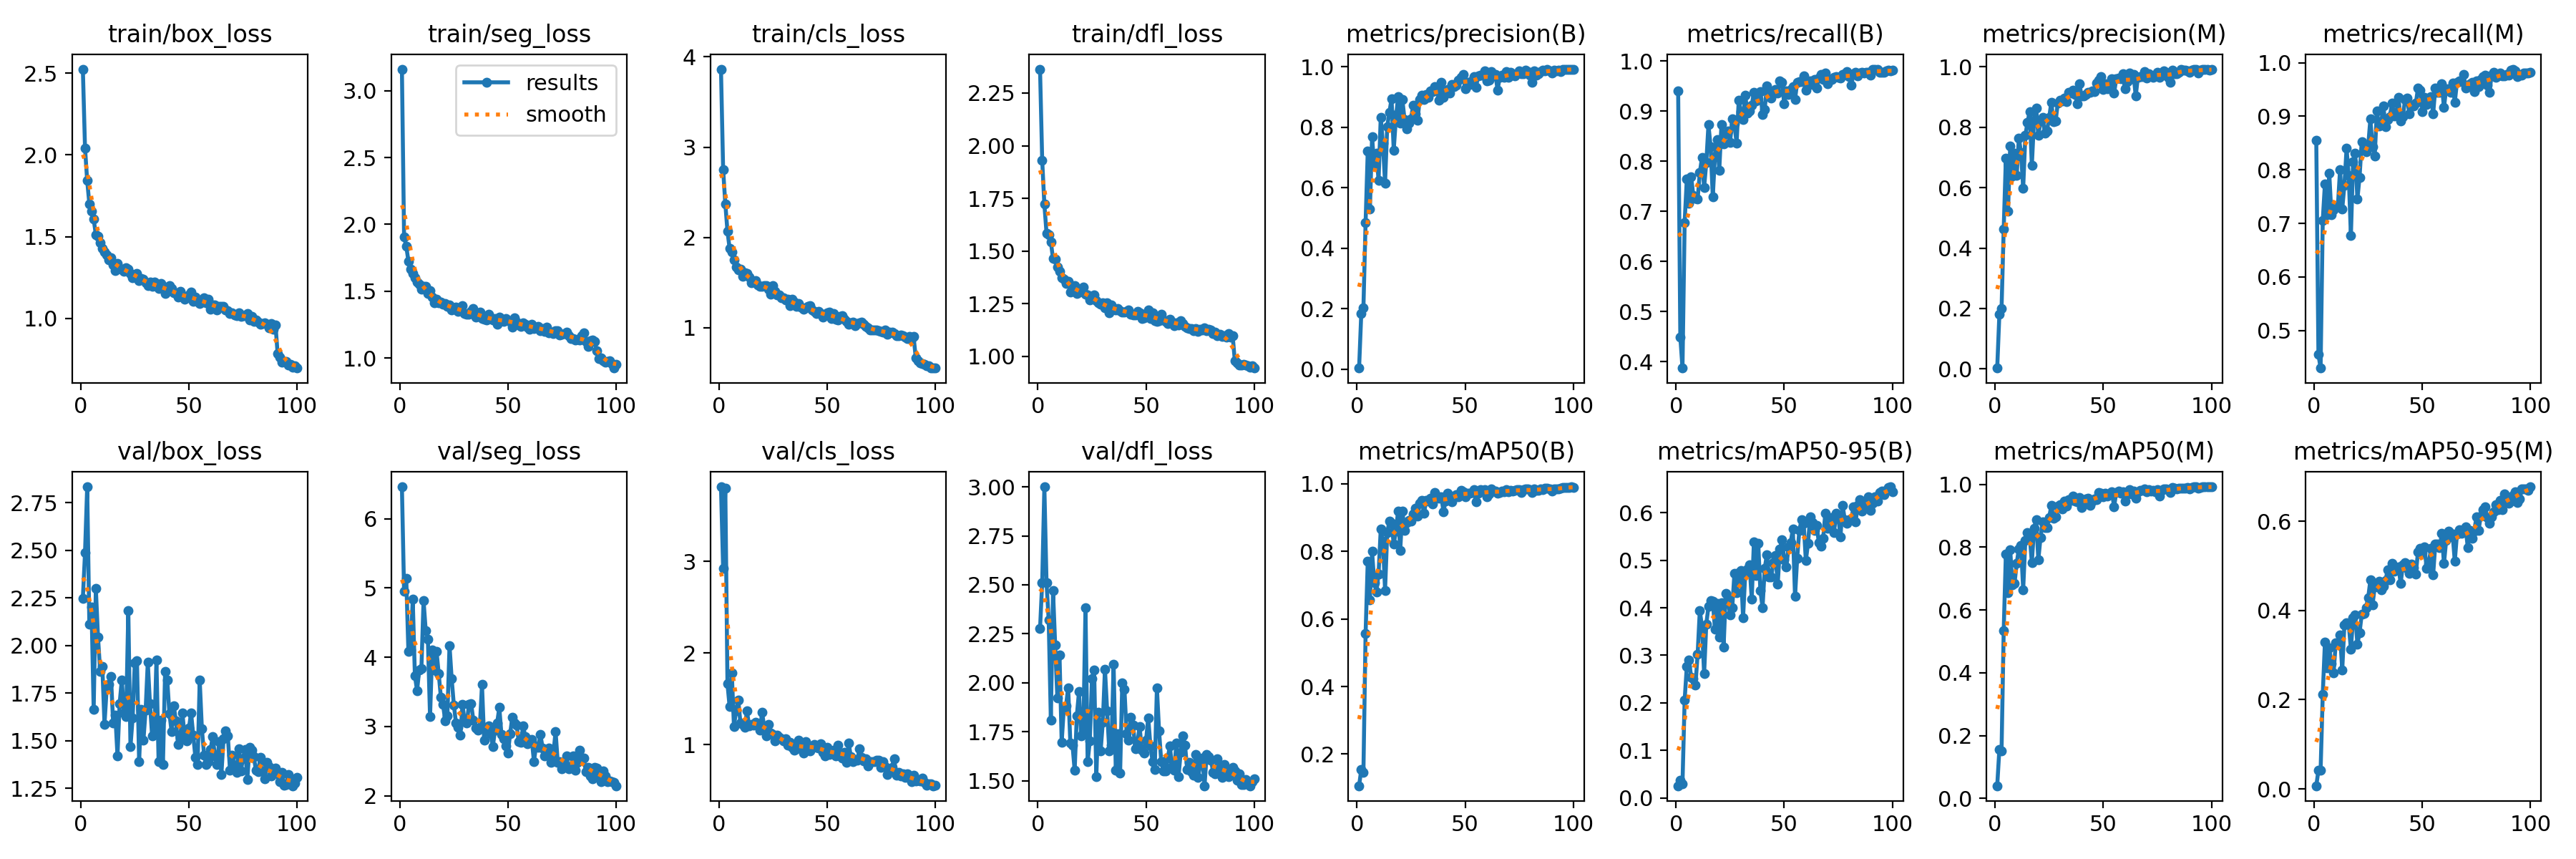 train/box_loss
2.5
2.0
1.5
1.0
0 50 100
train/seg_loss
results
smooth
3.0
2.5
2.0
1.5
1.0
0 50 100
train/cls_loss
4
3
2
1
0 50 100
train/dfl_loss
2.25
2.00
1.75
1.50
1.25
1.00
0 50 100
metrics/precision(B)
1.0
0.8
0.6
0.4
0.2
0.0
0 50 100
metrics/recall(B)
1.0
0.9
0.8
0.7
0.6
0.5
0.4
0 50 100
metrics/precision(M)
1.0
0.8
0.6
0.4
0.2
0.0
0 50 100
metrics/recall(M)
1.0
0.9
0.8
0.7
0.6
0.5
0 50 100
val/box_loss
2.75
2.50
2.25
2.00
1.75
1.50
1.25
0 50 100
val/seg_loss
6
5
4
3
2
0 50 100
val/cls_loss
3
2
1
0 50 100
val/dfl_loss
3.00
2.75
2.50
2.25
2.00
1.75
1.50
0 50 100
metrics/mAP50(B)
1.0
0.8
0.6
0.4
0.2
0 50 100
metrics/mAP50-95(B)
0.6
0.5
0.4
0.3
0.2
0.1
0.0
0 50 100
metrics/mAP50(M)
1.0
0.8
0.6
0.4
0.2
0.0
0 50 100
metrics/mAP50-95(M)
0.6
0.4
0.2
0.0
0 50 100